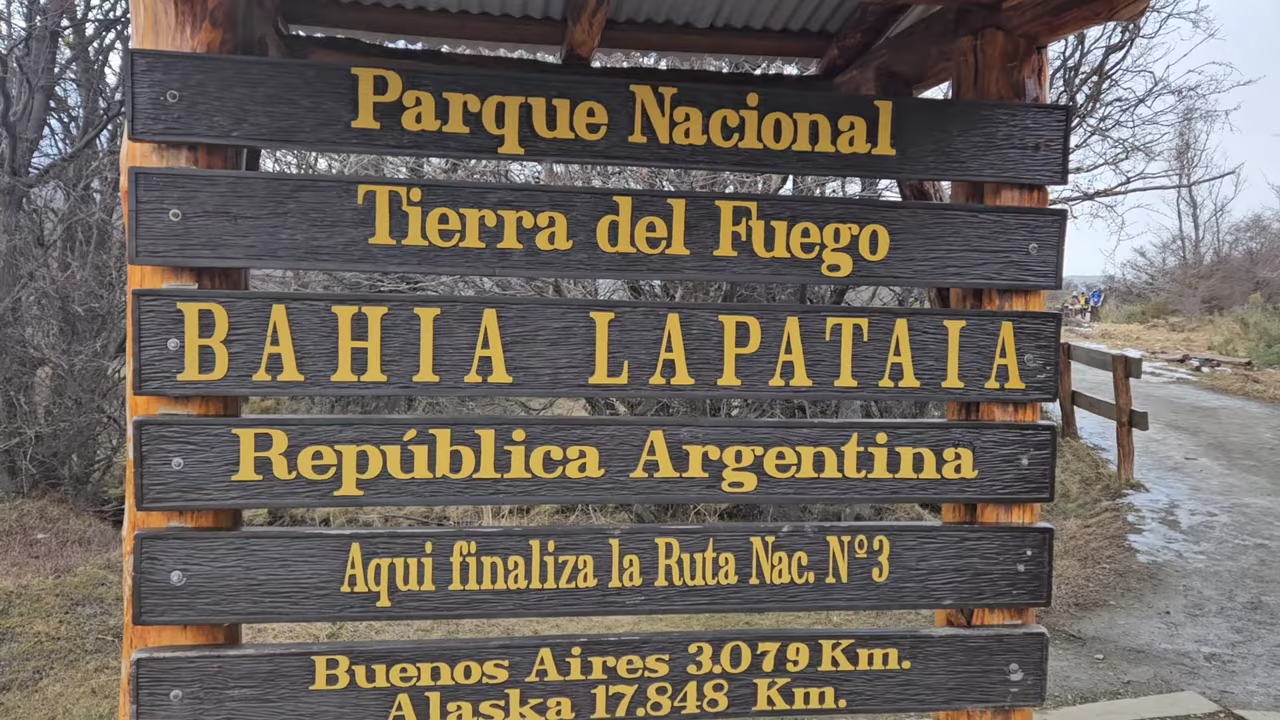 Parque Nacional
Tierra del Fuego
BAHIA LAPATAIA
República Argentina
Aqui finaliza la Ruta Nac. Nº3
Buenos Aires 3.079 Km.
Alaska 17.848 Km.